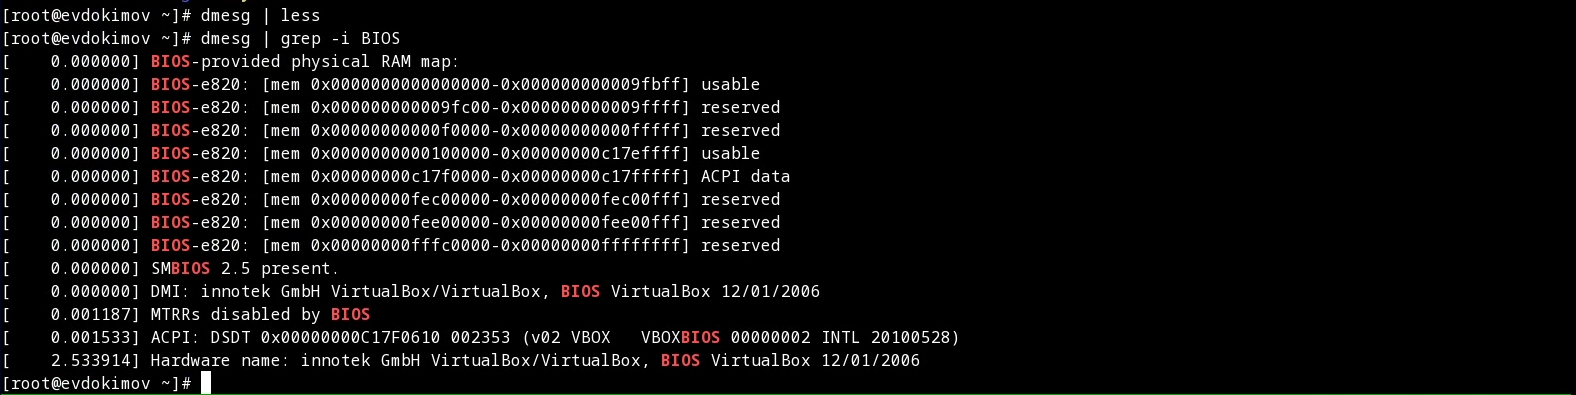 [root@evdokimov ~]# dmesg | less
[root@evdokimov ~]# dmesg | grep -i BIOS
[    0.000000] BIOS-provided physical RAM map:
[    0.000000] BIOS-e820: [mem 0x0000000000000000-0x000000000009fbff] usable
[    0.000000] BIOS-e820: [mem 0x000000000009fc00-0x000000000009ffff] reserved
[    0.000000] BIOS-e820: [mem 0x00000000000f0000-0x00000000000fffff] reserved
[    0.000000] BIOS-e820: [mem 0x0000000000100000-0x00000000c17effff] usable
[    0.000000] BIOS-e820: [mem 0x00000000c17f0000-0x00000000c17fffff] ACPI data
[    0.000000] BIOS-e820: [mem 0x00000000fec00000-0x00000000fec00fff] reserved
[    0.000000] BIOS-e820: [mem 0x00000000fee00000-0x00000000fee00fff] reserved
[    0.000000] BIOS-e820: [mem 0x00000000fffc0000-0x00000000ffffffff] reserved
[    0.000000] SMBIOS 2.5 present.
[    0.000000] DMI: innotek GmbH VirtualBox/VirtualBox, BIOS VirtualBox 12/01/2006
[    0.001187] MTRRs disabled by BIOS
[    0.001533] ACPI: DSDT 0x00000000C17F0610 002353 (v02 VBOX   VBOXBIOS 00000002 INTL 20100528)
[    2.533914] Hardware name: innotek GmbH VirtualBox/VirtualBox, BIOS VirtualBox 12/01/2006
[root@evdokimov ~]#